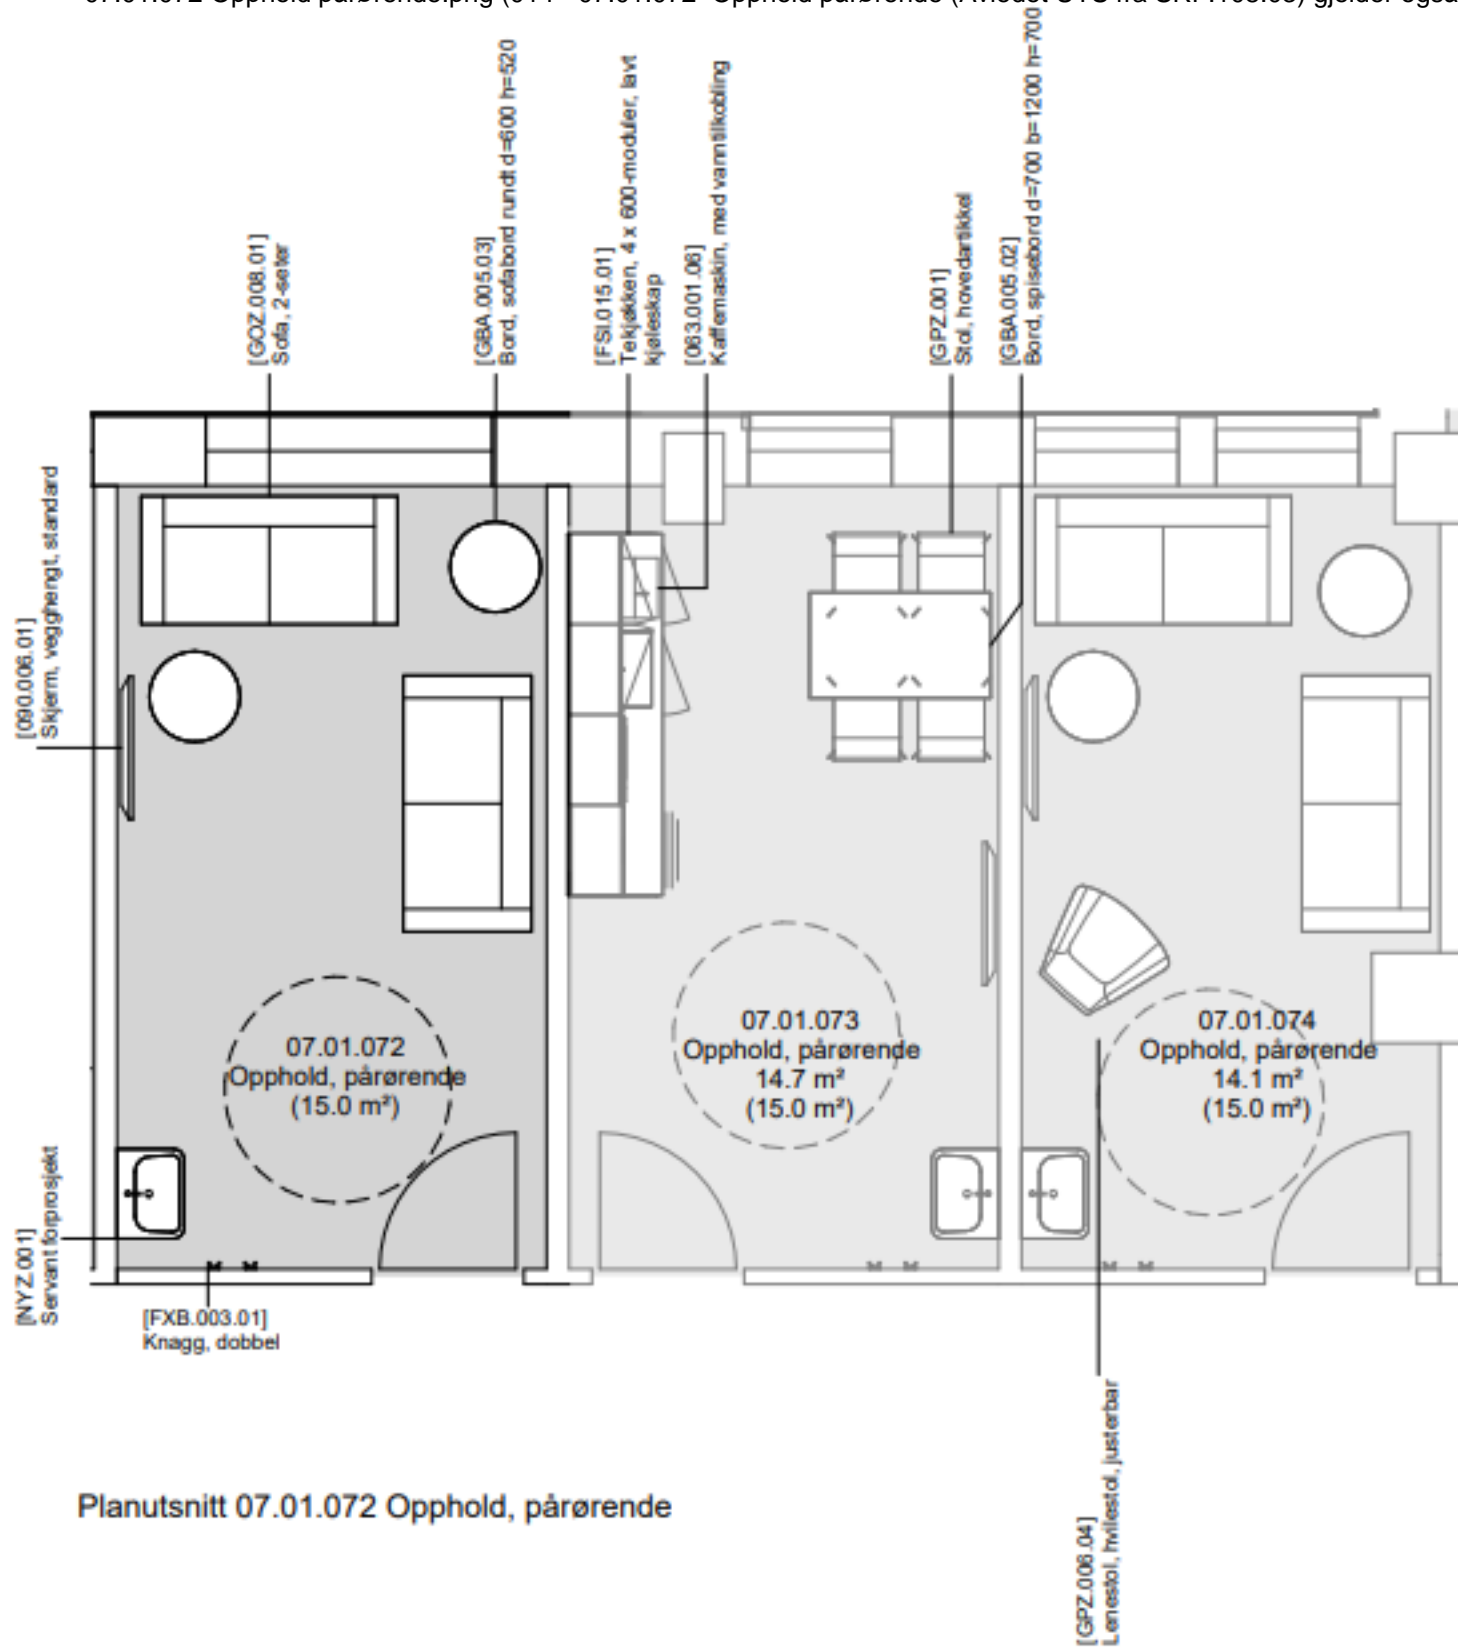 [GOZ.008.01]
Sofa, 2-seter
[GBA.005.03]
Bord, sofabord rundt d=600 h=520
[FSI.015.01]
Tekjøkken, 4 x 600-moduler, lavt
kjøleskap
[063.001.06]
Kaffemaskin, med vanntilkobling
[GPZ.001]
Stol, hovedartikkel
[GBA.005.02]
Bord, spisebord d=700 b=1200 h=700
[090.006.01]
Skjerm, vegghengt, standard
07.01.072
Opphold, pårørende
(15.0 m²)
07.01.073
Opphold, pårørende
14.7 m²
(15.0 m²)
07.01.074
Opphold, pårørende
14.1 m²
(15.0 m²)
[NYZ.001]
Servant forprosjekt
[FXB.003.01]
Knagg, dobbel
[GPZ.006.04]
Lenestol, hvilestol, justerbar
Planutsnitt 07.01.072 Opphold, pårørende